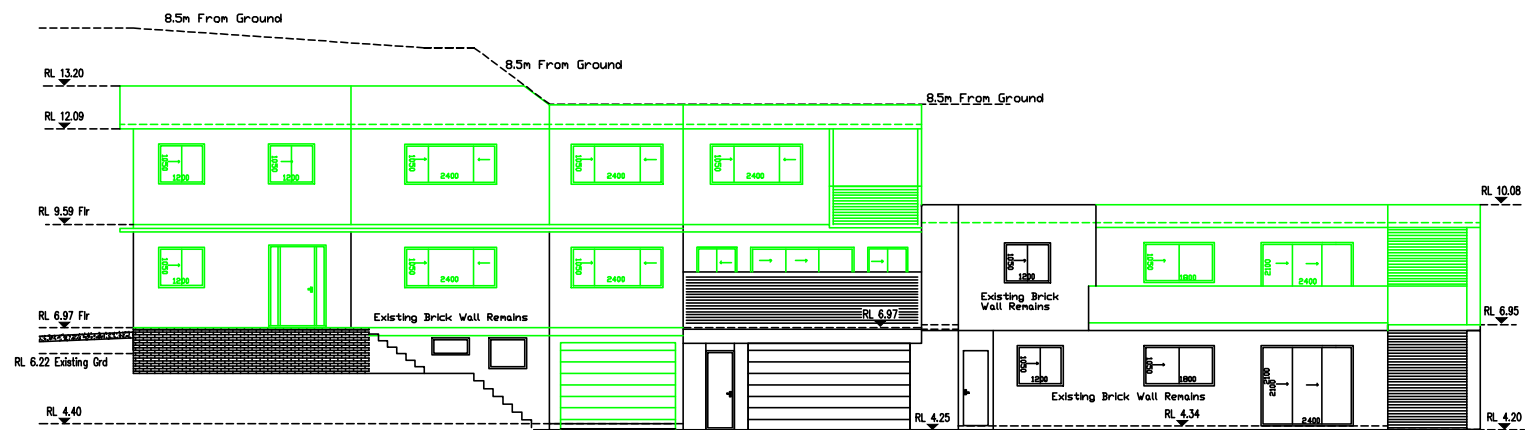 8.5m From Ground
8.5m From Ground
RL 13.20
8.5m From Ground
RL 12.09
1050 1200
1050 1200
1050 2400
1050 2400
1050 2400
RL 10.08
RL 9.59 Flr
1050 1200
1050 2400
1050 2400
1050 1200
1050 1800
2100 2400
Existing Brick
Wall Remains
RL 6.97 Flr
Existing Brick Wall Remains
RL 6.97
RL 6.95
RL 6.22 Existing Grd
1050 1200
1050 1800
2100 2100 2400
Existing Brick Wall Remains
RL 4.40
RL 4.25
RL 4.34
RL 4.20